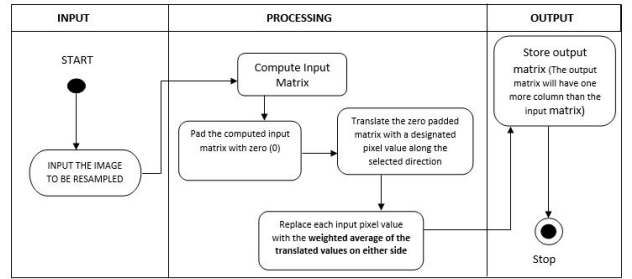 INPUT
PROCESSING
OUTPUT
START
INPUT THE IMAGE
TO BE RESAMPLED
Compute Input
Matrix
Pad the computed input
matrix with zero (0)
Translate the zero padded
matrix with a designated
pixel value along the
selected direction
Replace each input pixel value
with the weighted average of the
translated values on either side
Store output
matrix (The output
matrix will have one
more column than the
input matrix)
Stop